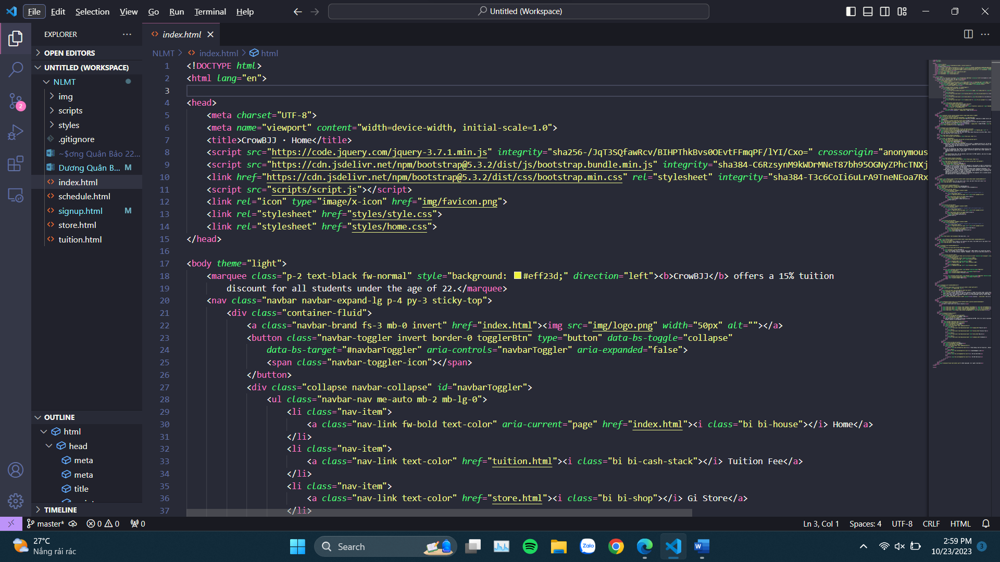 File Edit Selection View Go Run Terminal Help
Untitled (Workspace)
EXPLORER
OPEN EDITORS
UNTITLED (WORKSPACE)
NLMT
img
scripts
styles
.gitignore
~$ơng Quân Bảo 22...
Dương Quân B... M
index.html
schedule.html
signup.html M
store.html
tuition.html
OUTLINE
html
head
meta
meta
title
TIMELINE
2
index.html
NLMT > index.html > html
1 <!DOCTYPE html>
2 <html lang="en">
3
4 <head>
5 <meta charset="UTF-8">
6 <meta name="viewport" content="width=device-width, initial-scale=1.0">
7 <title>CrowBJJ · Home</title>
8 <script src="https://code.jquery.com/jquery-3.7.1.min.js" integrity="sha256-/JqT3SQfawRcv/BIHPThkBvs0OEvtFFmqPF/lYI/Cxo=" crossorigin="anonymous
9 <script src="https://cdn.jsdelivr.net/npm/bootstrap@5.3.2/dist/js/bootstrap.bundle.min.js" integrity="sha384-C6RzsynM9kWDrMNeT87bh95OGNyZPhcTNXj
10 <link href="https://cdn.jsdelivr.net/npm/bootstrap@5.3.2/dist/css/bootstrap.min.css" rel="stylesheet" integrity="sha384-T3c6CoIi6uLrA9TneNEoa7Rx
11 <script src="scripts/script.js"></script>
12 <link rel="icon" type="image/x-icon" href="img/favicon.png">
13 <link rel="stylesheet" href="styles/style.css">
14 <link rel="stylesheet" href="styles/home.css">
15 </head>
16
17 <body theme="light">
18 <marquee class="p-2 text-black fw-normal" style="background: #eff23d;" direction="left"><b>CrowBJJ</b> offers a 15% tuition
19 discount for all students under the age of 22.</marquee>
20 <nav class="navbar navbar-expand-lg p-4 py-3 sticky-top">
21 <div class="container-fluid">
22 <a class="navbar-brand fs-3 mb-0 invert" href="index.html"><img src="img/logo.png" width="50px" alt=""></a>
23 <button class="navbar-toggler invert border-0 togglerBtn" type="button" data-bs-toggle="collapse"
24 data-bs-target="#navbarToggler" aria-controls="navbarToggler" aria-expanded="false">
25 <span class="navbar-toggler-icon"></span>
26 </button>
27 <div class="collapse navbar-collapse" id="navbarToggler">
28 <ul class="navbar-nav me-auto mb-2 mb-lg-0">
29 <li class="nav-item">
30 <a class="nav-link fw-bold text-color" aria-current="page" href="index.html"><i class="bi bi-house"></i> Home</a>
31 </li>
32 <li class="nav-item">
33 <a class="nav-link text-color" href="tuition.html"><i class="bi bi-cash-stack"></i> Tuition Fee</a>
34 </li>
35 <li class="nav-item">
36 <a class="nav-link text-color" href="store.html"><i class="bi bi-shop"></i> Gi Store</a>
37 </li>
master* 0 0 0
Ln 3, Col 1 Spaces: 4 UTF-8 CRLF HTML
27°C
Nắng rải rác
Search
Zalo
W
2:59 PM
10/23/2023
3